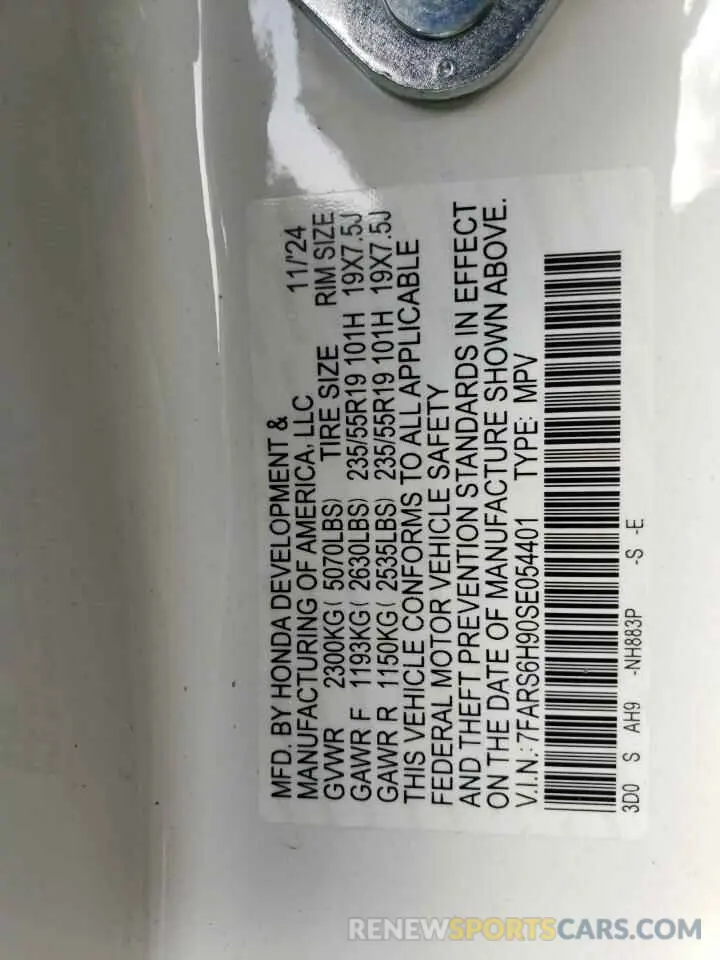 MFD. BY HONDA DEVELOPMENT &
MANUFACTURING OF AMERICA, LLC 11/'24
GVWR 2300KG( 5070LBS) TIRE SIZE RIM SIZE
GAWR F 1193KG( 2630LBS) 235/55R19 101H 19X7.5J
GAWR R 1150KG( 2535LBS) 235/55R19 101H 19X7.5J
THIS VEHICLE CONFORMS TO ALL APPLICABLE
FEDERAL MOTOR VEHICLE SAFETY
AND THEFT PREVENTION STANDARDS IN EFFECT
ON THE DATE OF MANUFACTURE SHOWN ABOVE.
V.I.N.: 7FARS6H90SE054401 TYPE: MPV
3D0 S AH9 -NH883P -S -E
RENEWSPORTSCARS.COM